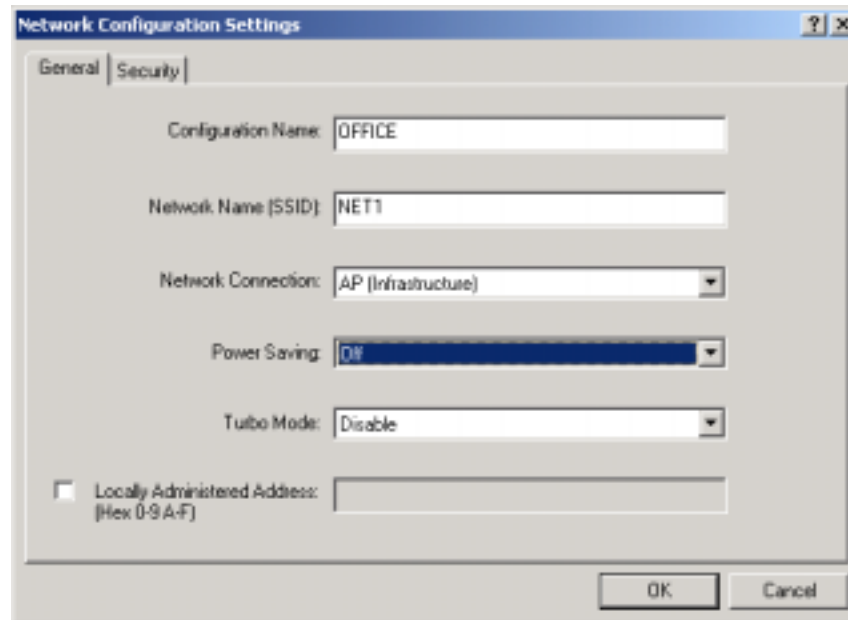 Network Configuration Settings
General Security
Configuration Name: OFFICE
Network Name (SSID): NET1
Network Connection: AP (Infrastructure)
Power Saving: Off
Turbo Mode: Disable
Locally Administered Address:
(Hex 0-9 A-F)
OK Cancel